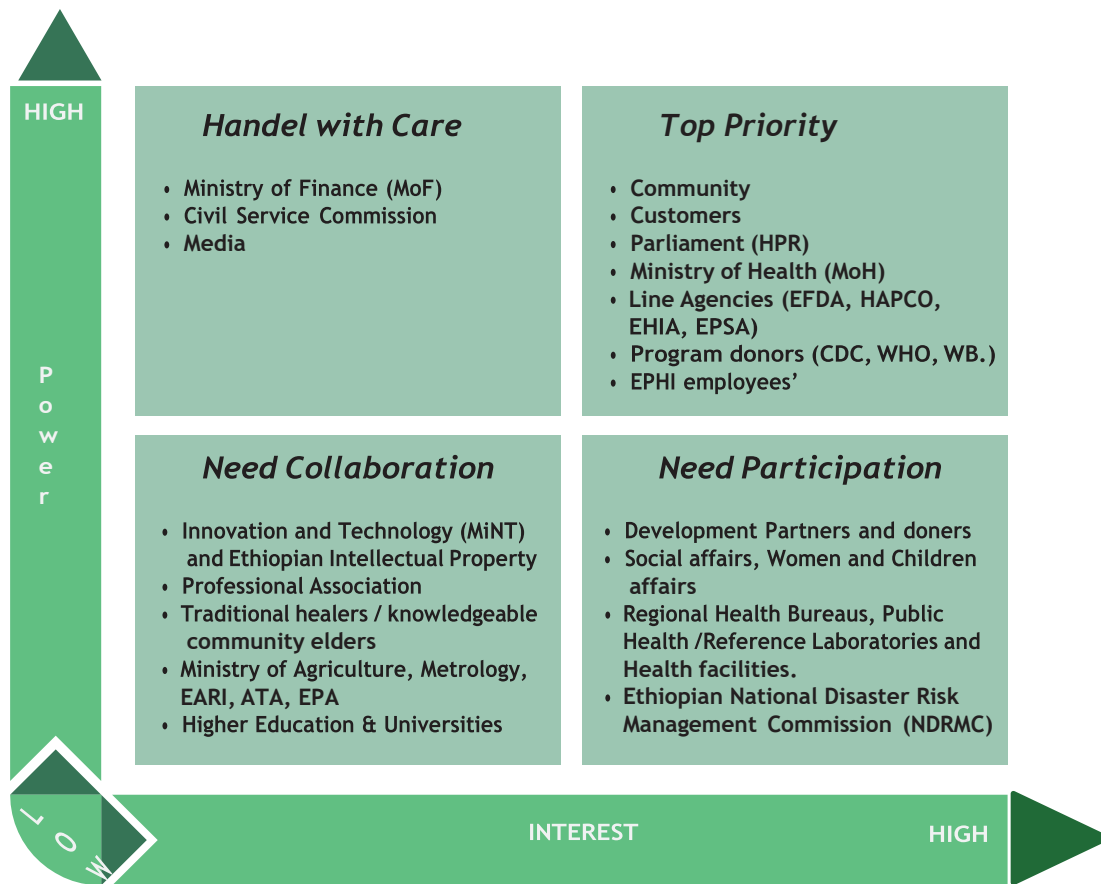 HIGH
Power
Handel with Care
• Ministry of Finance (MoF)
• Civil Service Commission
• Media
Top Priority
• Community
• Customers
• Parliament (HPR)
• Ministry of Health (MoH)
• Line Agencies (EFDA, HAPCO,
EHIA, EPSA)
• Program donors (CDC, WHO, WB.)
• EPHI employees’
Need Collaboration
• Innovation and Technology (MiNT)
and Ethiopian Intellectual Property
• Professional Association
• Traditional healers / knowledgeable
community elders
• Ministry of Agriculture, Metrology,
EARI, ATA, EPA
• Higher Education & Universities
Need Participation
• Development Partners and doners
• Social affairs, Women and Children
affairs
• Regional Health Bureaus, Public
Health /Reference Laboratories and
Health facilities.
• Ethiopian National Disaster Risk
Management Commission (NDRMC)
LOW
INTEREST
HIGH